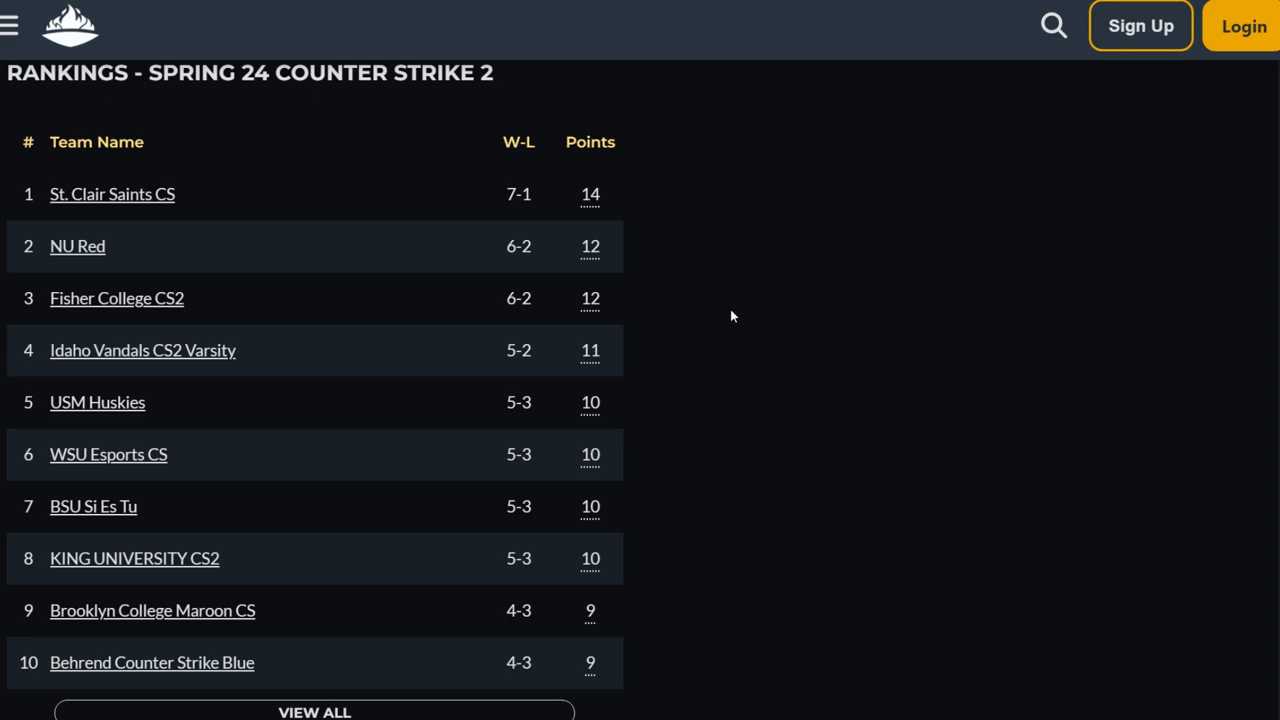 Sign Up
Login
RANKINGS - SPRING 24 COUNTER STRIKE 2
# Team Name W-L Points
1 St. Clair Saints CS 7-1 14
2 NU Red 6-2 12
3 Fisher College CS2 6-2 12
4 Idaho Vandals CS2 Varsity 5-2 11
5 USM Huskies 5-3 10
6 WSU Esports CS 5-3 10
7 BSU Si Es Tu 5-3 10
8 KING UNIVERSITY CS2 5-3 10
9 Brooklyn College Maroon CS 4-3 9
10 Behrend Counter Strike Blue 4-3 9
VIEW ALL